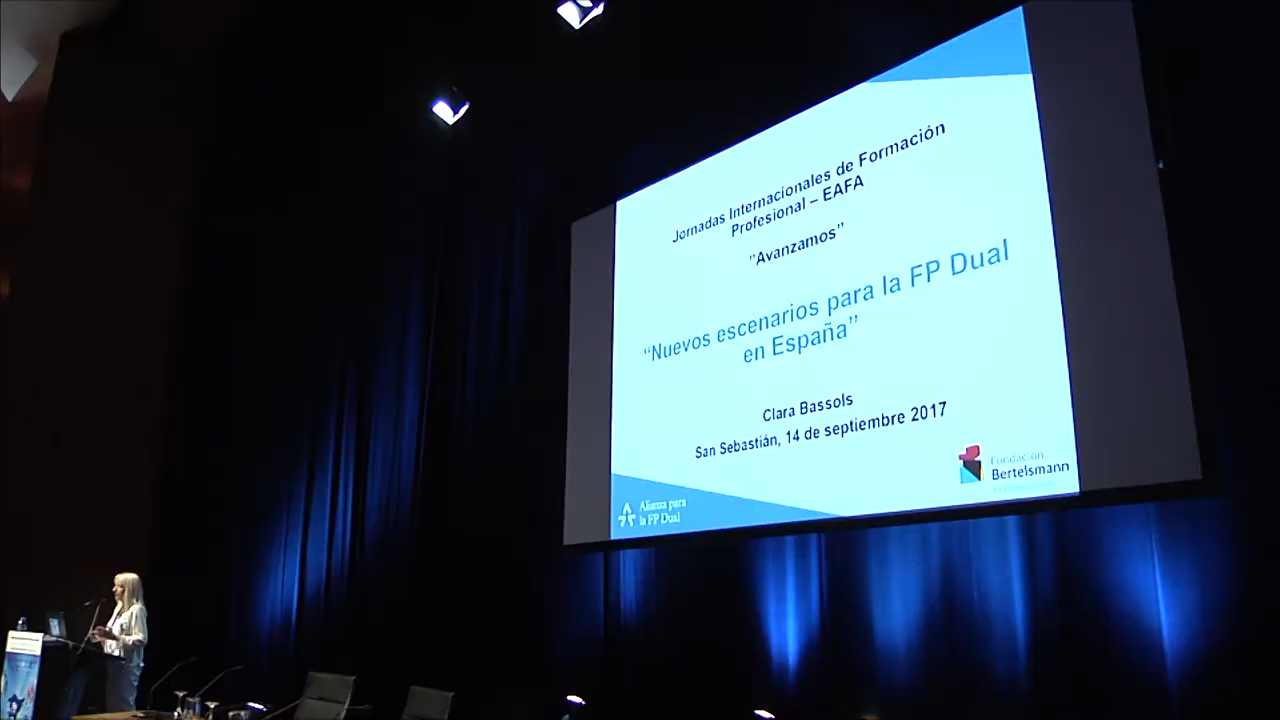 Jornadas Internacionales de Formación
Profesional – EAFA
"Avanzamos"
“Nuevos escenarios para la FP Dual
en España”
Clara Bassols
San Sebastián, 14 de septiembre 2017
Fundación
Bertelsmann
Alianza para
la FP Dual